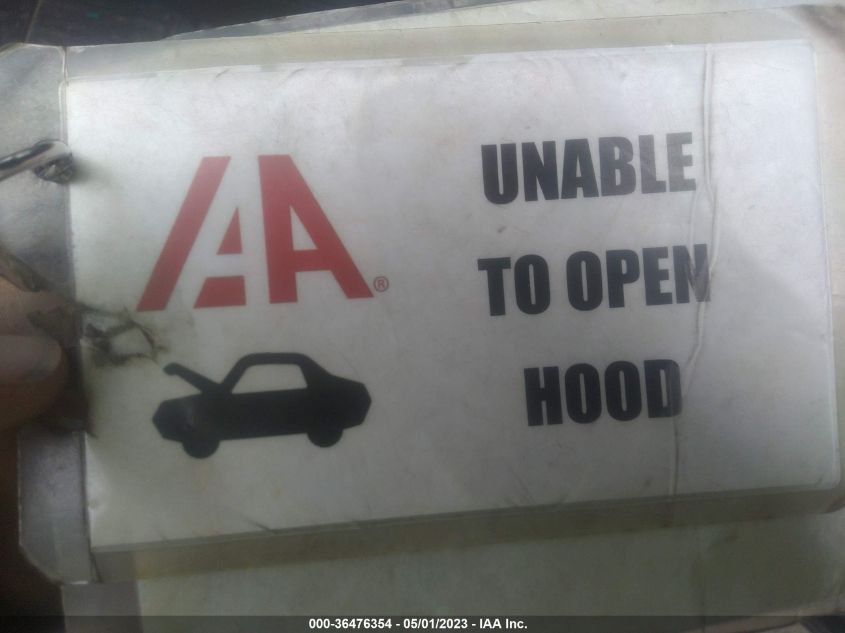 IAA®
UNABLE
TO OPEN
HOOD
000-36476354 - 05/01/2023 - IAA Inc.